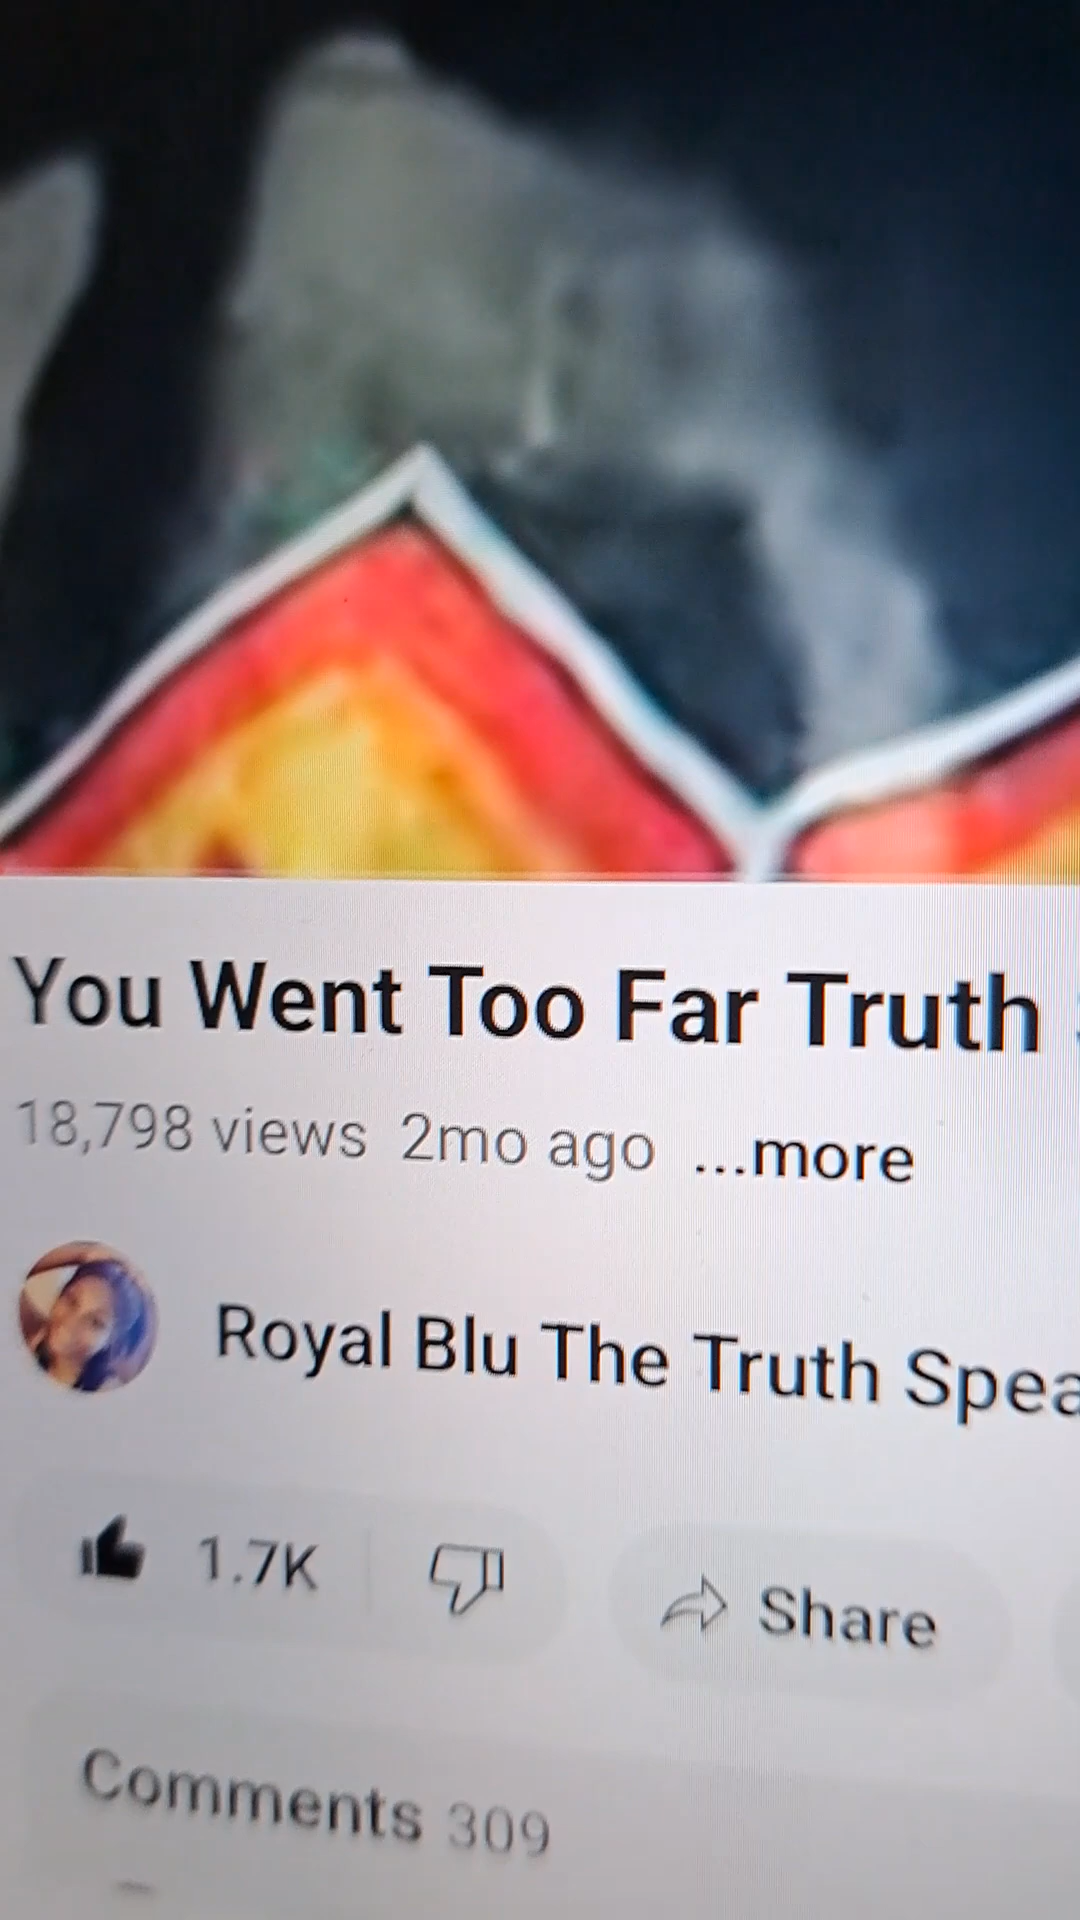 You Went Too Far Truth
18,798 views 2mo ago ...more
Royal Blu The Truth
1.7K Share
Comments 309